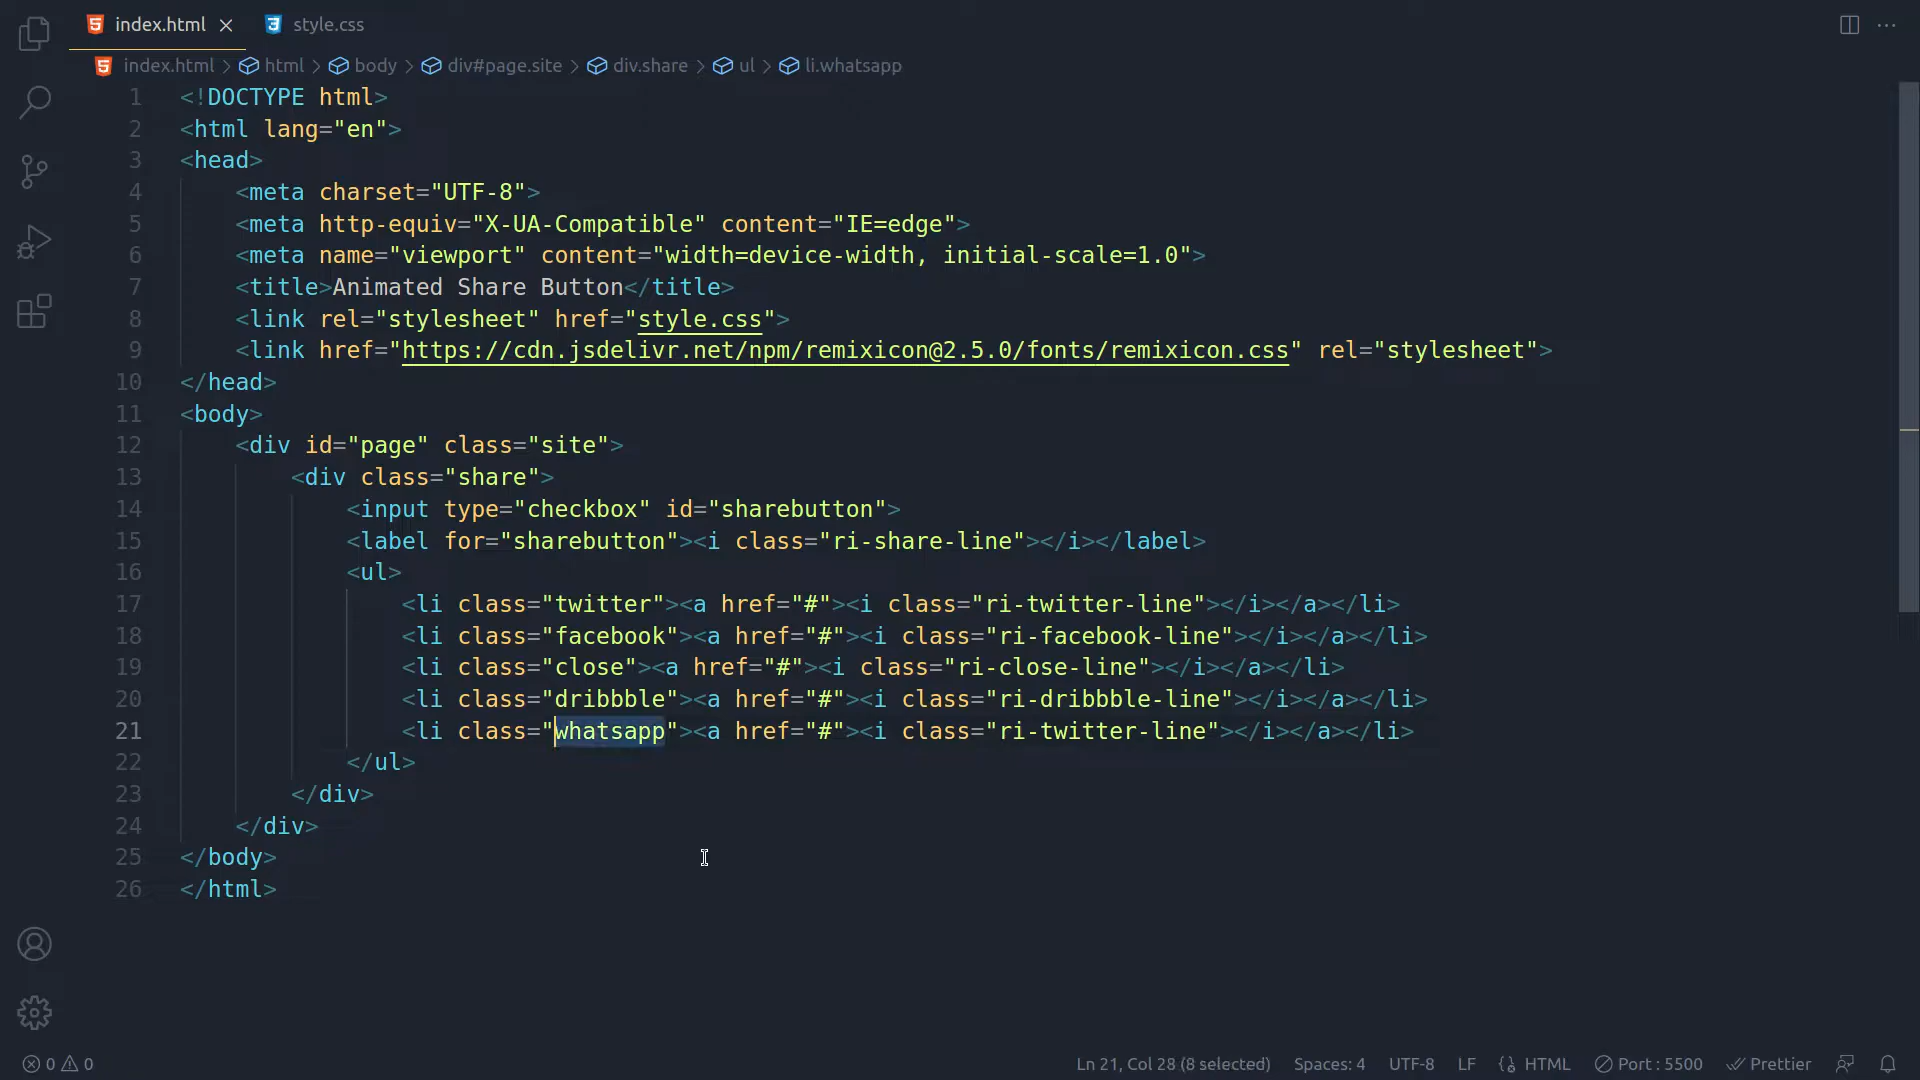 index.html
style.css
index.html > html > body > div#page.site > div.share > ul > li.whatsapp
1 <!DOCTYPE html>
2 <html lang="en">
3 <head>
4     <meta charset="UTF-8">
5     <meta http-equiv="X-UA-Compatible" content="IE=edge">
6     <meta name="viewport" content="width=device-width, initial-scale=1.0">
7     <title>Animated Share Button</title>
8     <link rel="stylesheet" href="style.css">
9     <link href="https://cdn.jsdelivr.net/npm/remixicon@2.5.0/fonts/remixicon.css" rel="stylesheet">
10 </head>
11 <body>
12     <div id="page" class="site">
13         <div class="share">
14             <input type="checkbox" id="sharebutton">
15             <label for="sharebutton"><i class="ri-share-line"></i></label>
16             <ul>
17                 <li class="twitter"><a href="#"><i class="ri-twitter-line"></i></a></li>
18                 <li class="facebook"><a href="#"><i class="ri-facebook-line"></i></a></li>
19                 <li class="close"><a href="#"><i class="ri-close-line"></i></a></li>
20                 <li class="dribbble"><a href="#"><i class="ri-dribbble-line"></i></a></li>
21                 <li class="whatsapp"><a href="#"><i class="ri-twitter-line"></i></a></li>
22             </ul>
23         </div>
24     </div>
25 </body>
26 </html>
0 0 Ln 21, Col 28 (8 selected) Spaces: 4 UTF-8 LF HTML Port : 5500 Prettier